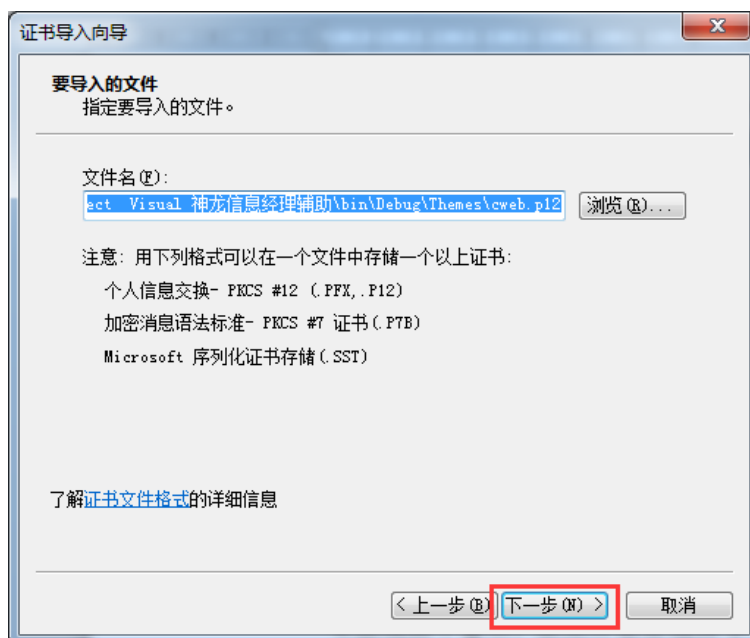 证书导入向导
要导入的文件
指定要导入的文件。
文件名(F):
ect Visual 神龙信息经理辅助\bin\Debug\Themes\cweb.p12
浏览(R)...
注意: 用下列格式可以在一个文件中存储一个以上证书:
个人信息交换- PKCS #12 (.PFX,.P12)
加密消息语法标准- PKCS #7 证书(.P7B)
Microsoft 序列化证书存储(.SST)
了解证书文件格式的详细信息
< 上一步(B)
下一步(N) >
取消